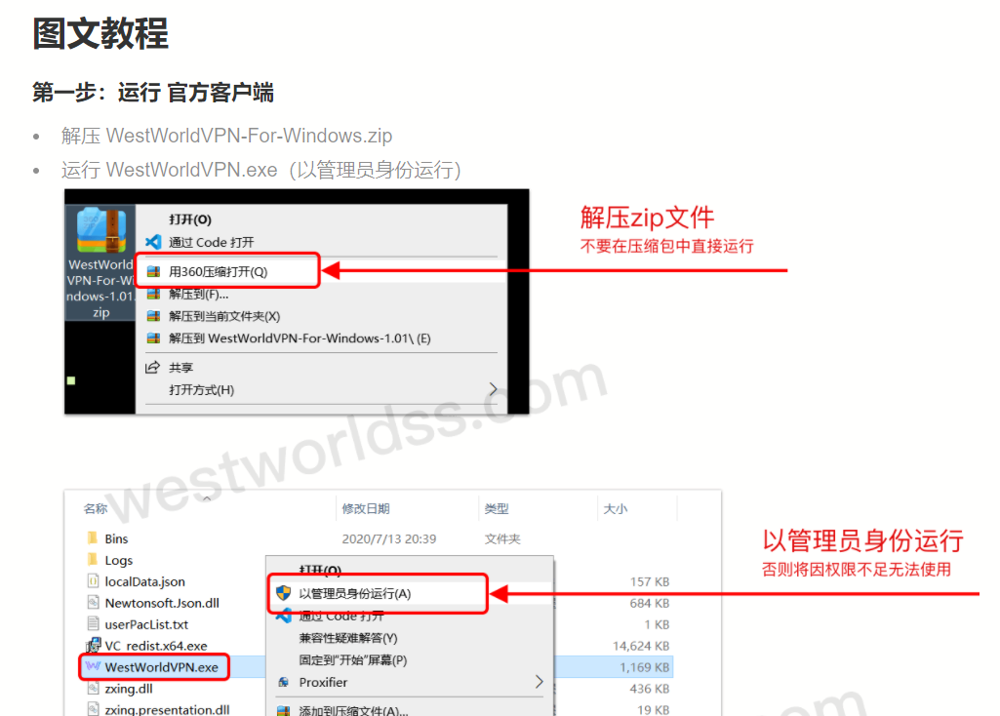 图文教程
第一步：运行 官方客户端
• 解压 WestWorldVPN-For-Windows.zip
• 运行 WestWorldVPN.exe（以管理员身份运行）
WestWorld
VPN-For-Wi
ndows-1.01.
zip
打开(O)
通过 Code 打开
用360压缩打开(Q)
解压到(F)...
解压到当前文件夹(X)
解压到 WestWorldVPN-For-Windows-1.01\ (E)
共享
打开方式(H)
解压zip文件
不要在压缩包中直接运行
westworldss.com
名称 修改日期 类型 大小
Bins 2020/7/13 20:39 文件夹
Logs
localData.json 157 KB
Newtonsoft.Json.dll 684 KB
userPacList.txt 1 KB
VC_redist.x64.exe 14,624 KB
WestWorldVPN.exe 1,169 KB
zxing.dll 436 KB
zxing.presentation.dll 19 KB
打开(O)
以管理员身份运行(A)
通过 Code 打开
兼容性疑难解答(Y)
固定到"开始"屏幕(P)
Proxifier
添加到压缩文件(A)...
以管理员身份运行
否则将因权限不足无法使用
om